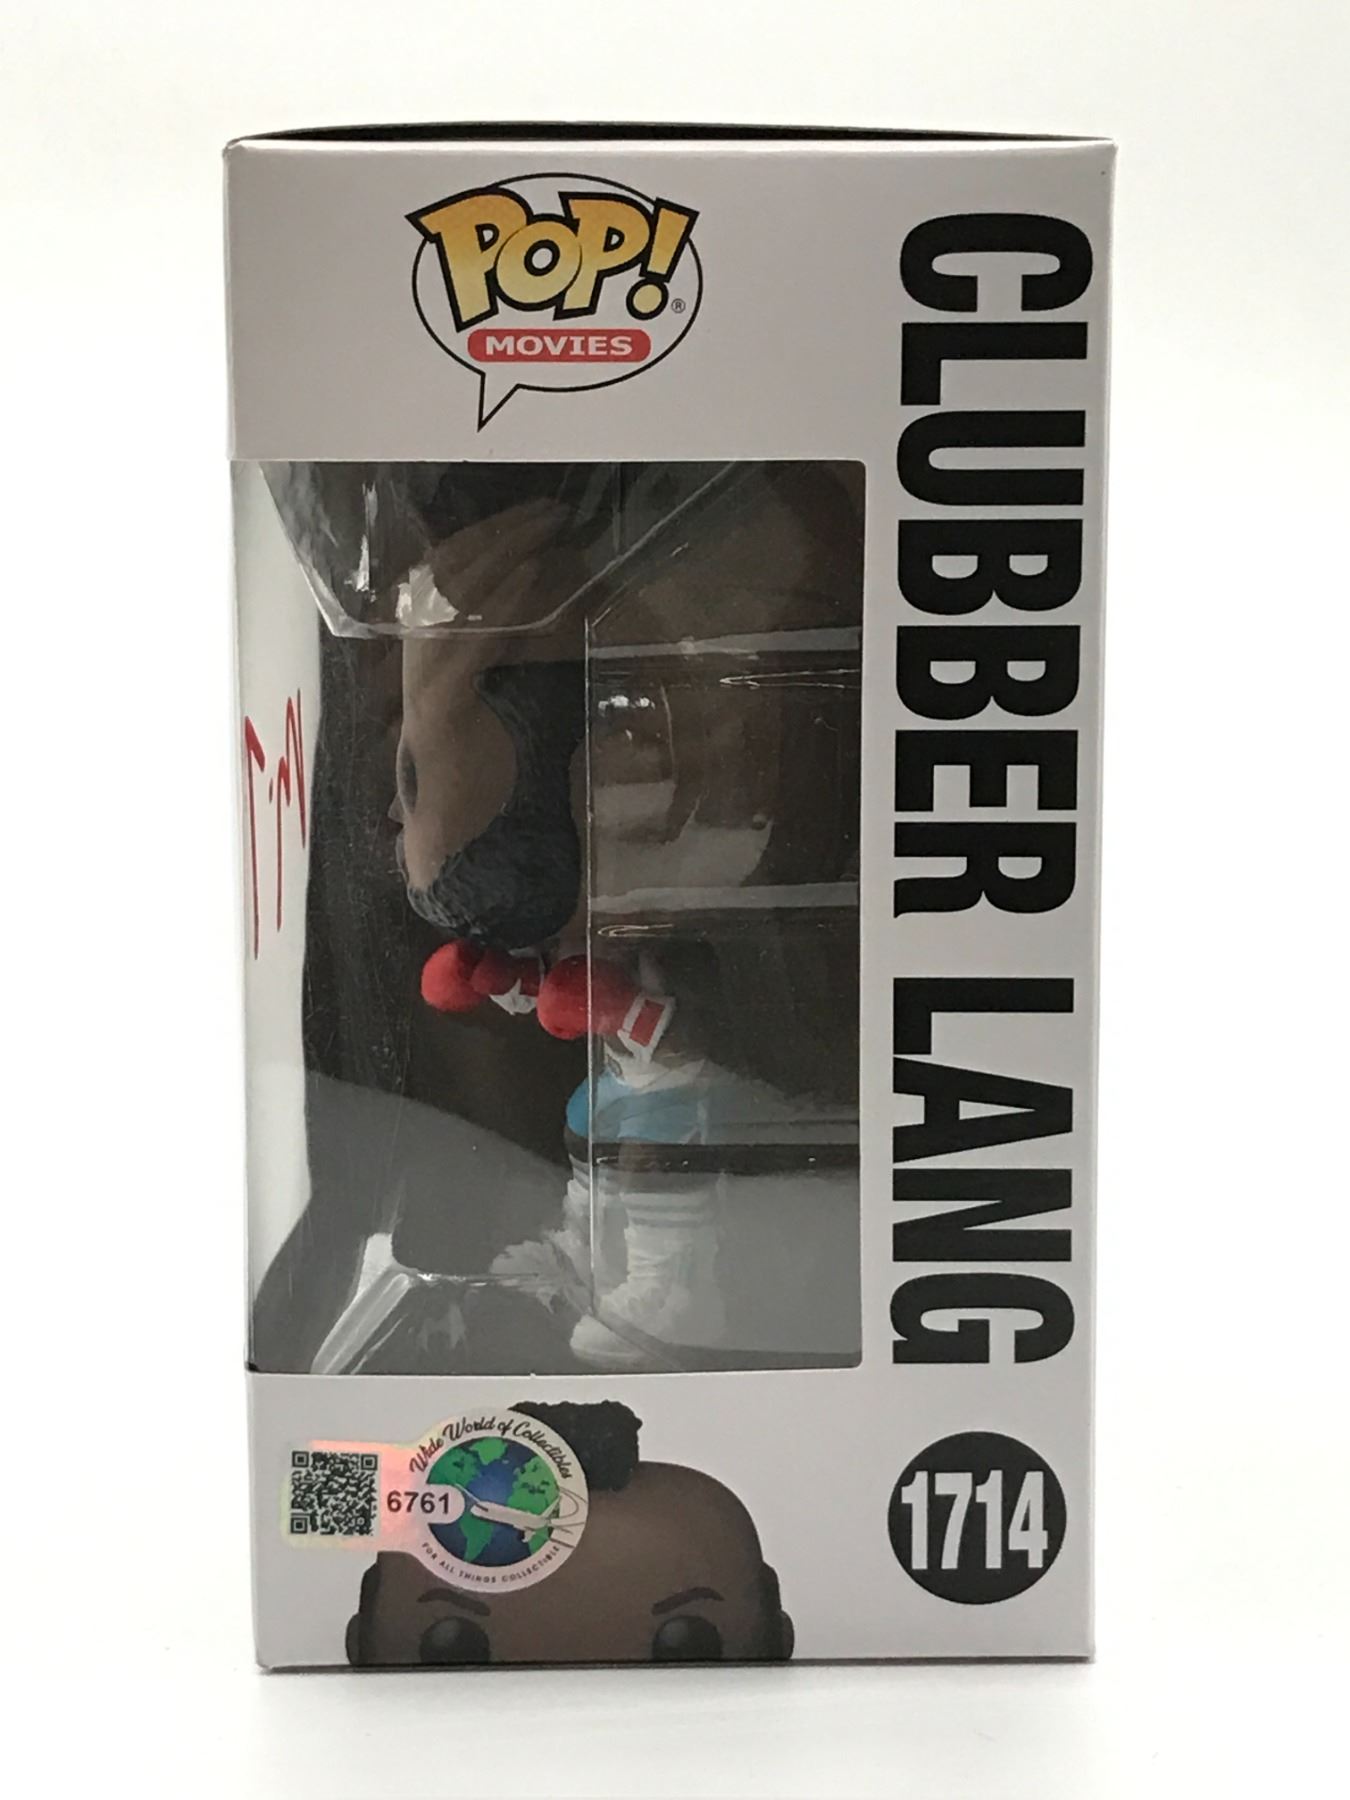 POP!®
MOVIES
CLUBBER LANG
1714
Wide World of Collectibles
6761
FOR ALL THINGS COLLECTIBLE